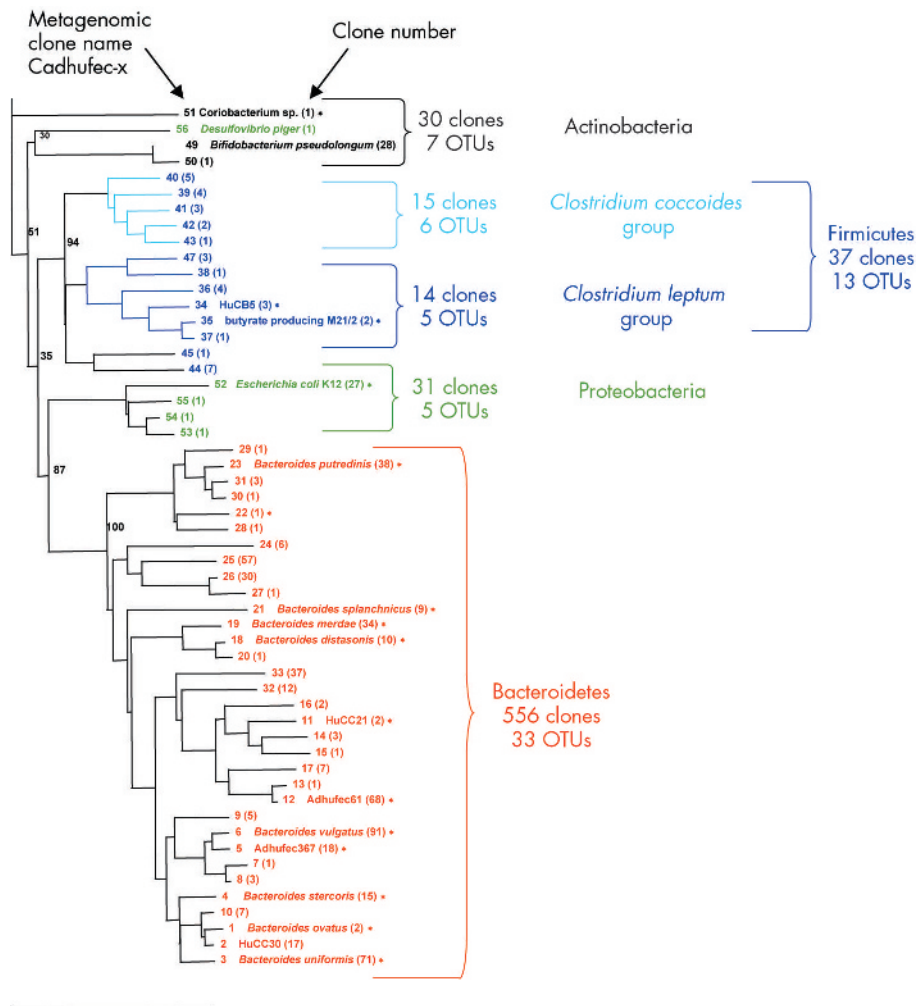 Metagenomic
clone name
Cadhufec-x
Clone number
51 Coriobacterium sp. (1) *
56 Desulfovibrio piger (1)
30
49 Bifidobacterium pseudolongum (28)
50 (1)
30 clones
7 OTUs
Actinobacteria
40 (5)
39 (4)
41 (3)
42 (2)
43 (1)
15 clones
6 OTUs
Clostridium coccoides
group
51
94
47 (3)
38 (1)
36 (4)
34 HuCB5 (3) *
35 butyrate producing M21/2 (2) *
37 (1)
14 clones
5 OTUs
Clostridium leptum
group
Firmicutes
37 clones
13 OTUs
35
45 (1)
44 (7)
52 Escherichia coli K12 (27) *
55 (1)
54 (1)
53 (1)
31 clones
5 OTUs
Proteobacteria
87
29 (1)
23 Bacteroides putredinis (38) *
31 (3)
30 (1)
22 (1) *
28 (1)
100
24 (6)
25 (57)
26 (30)
27 (1)
21 Bacteroides splanchnicus (9) *
19 Bacteroides merdae (34) *
18 Bacteroides distasonis (10) *
20 (1)
33 (37)
32 (12)
16 (2)
11 HuCC21 (2) *
14 (3)
15 (1)
17 (7)
13 (1)
12 Adhufec61 (68) *
9 (5)
6 Bacteroides vulgatus (91) *
5 Adhufec367 (18) *
7 (1)
8 (3)
4 Bacteroides stercoris (15) *
10 (7)
1 Bacteroides ovatus (2) *
2 HuCC30 (17)
3 Bacteroides uniformis (71) *
Bacteroidetes
556 clones
33 OTUs